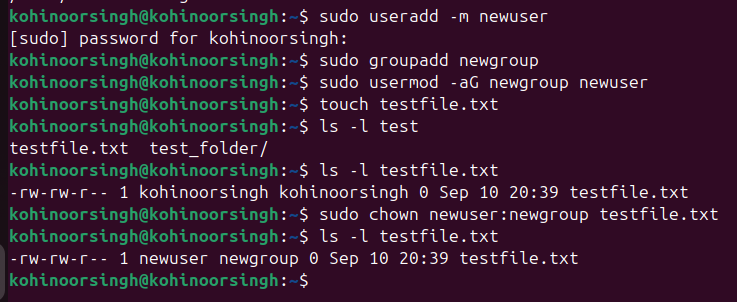 kohinoorsingh@kohinoorsingh:~$ sudo useradd -m newuser
[sudo] password for kohinoorsingh:
kohinoorsingh@kohinoorsingh:~$ sudo groupadd newgroup
kohinoorsingh@kohinoorsingh:~$ sudo usermod -aG newgroup newuser
kohinoorsingh@kohinoorsingh:~$ touch testfile.txt
kohinoorsingh@kohinoorsingh:~$ ls -l test
testfile.txt  test_folder/
kohinoorsingh@kohinoorsingh:~$ ls -l testfile.txt
-rw-rw-r-- 1 kohinoorsingh kohinoorsingh 0 Sep 10 20:39 testfile.txt
kohinoorsingh@kohinoorsingh:~$ sudo chown newuser:newgroup testfile.txt
kohinoorsingh@kohinoorsingh:~$ ls -l testfile.txt
-rw-rw-r-- 1 newuser newgroup 0 Sep 10 20:39 testfile.txt
kohinoorsingh@kohinoorsingh:~$